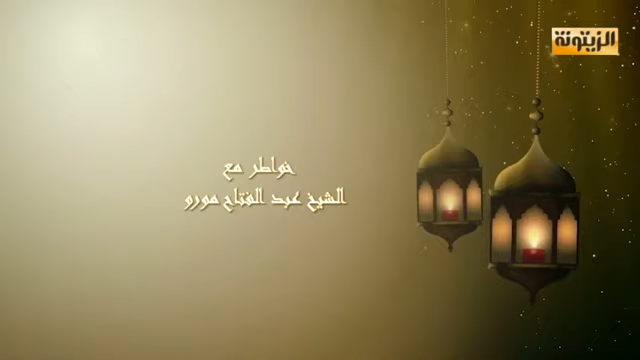 الزيتونة
خواطر مع
الشيخ عبد الفتاح مورو